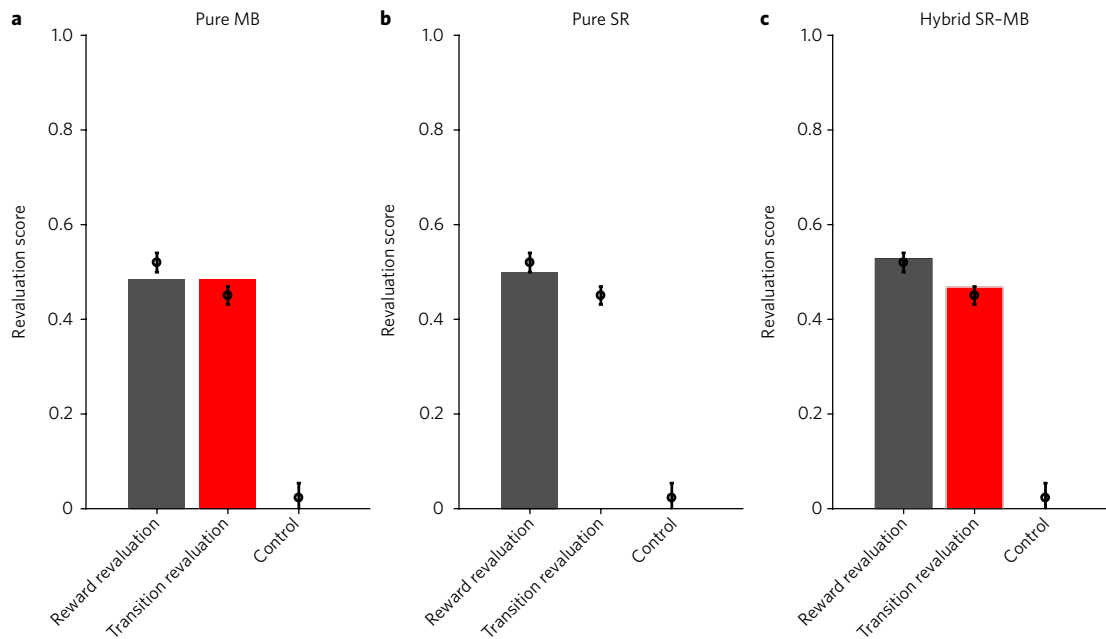 a
Pure MB
1.0
0.8
0.6
0.4
0.2
0
Revaluation score
Reward revaluation
Transition revaluation
Control
b
Pure SR
1.0
0.8
0.6
0.4
0.2
0
Revaluation score
Reward revaluation
Transition revaluation
Control
c
Hybrid SR–MB
1.0
0.8
0.6
0.4
0.2
0
Revaluation score
Reward revaluation
Transition revaluation
Control